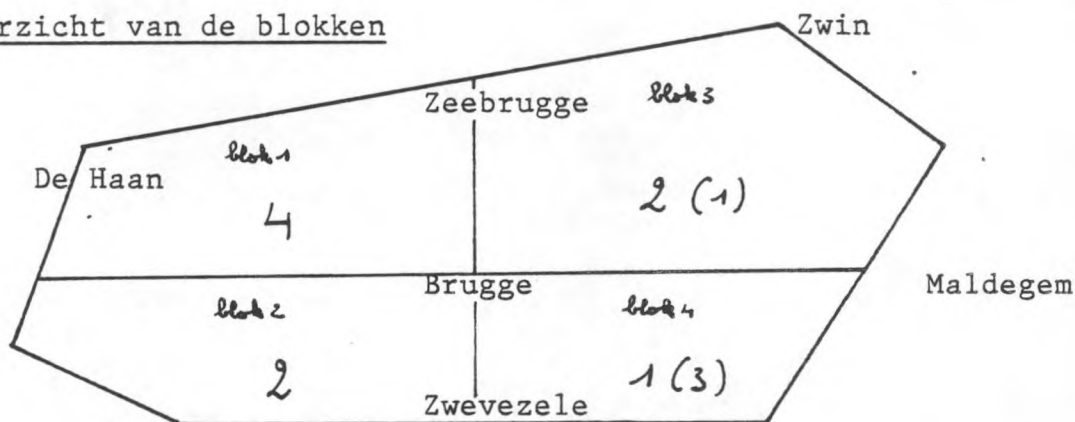 rzicht van de blokken
Zwin
Zeebrugge
blok 3
blok 1
De Haan
2 (1)
4
Brugge
Maldegem
blok 2
blok 4
2
1 (3)
Zwevezele